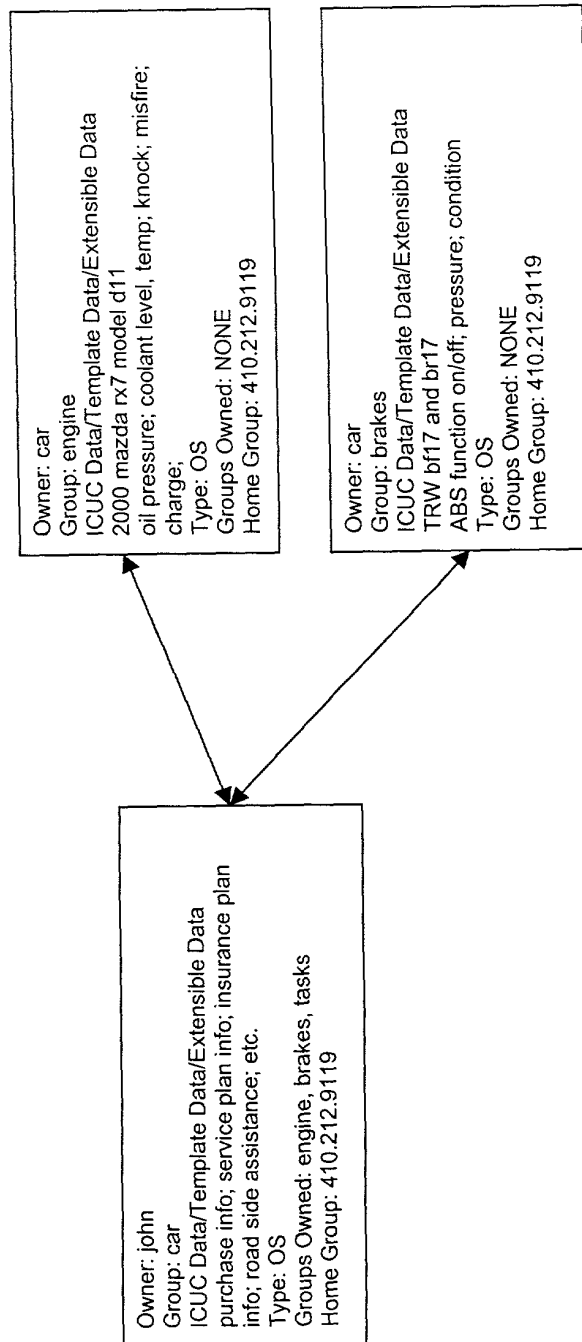 Owner: john
Group: car
ICUC Data/Template Data/Extensible Data
purchase info; service plan info; insurance plan
info; road side assistance; etc.
Type: OS
Groups Owned: engine, brakes, tasks
Home Group: 410.212.9119
Owner: car
Group: engine
ICUC Data/Template Data/Extensible Data
2000 mazda rx7 model d11
oil pressure; coolant level, temp; knock; misfire;
charge;
Type: OS
Groups Owned: NONE
Home Group: 410.212.9119
Owner: car
Group: brakes
ICUC Data/Template Data/Extensible Data
TRW bf17 and br17
ABS function on/off; pressure; condition
Type: OS
Groups Owned: NONE
Home Group: 410.212.9119